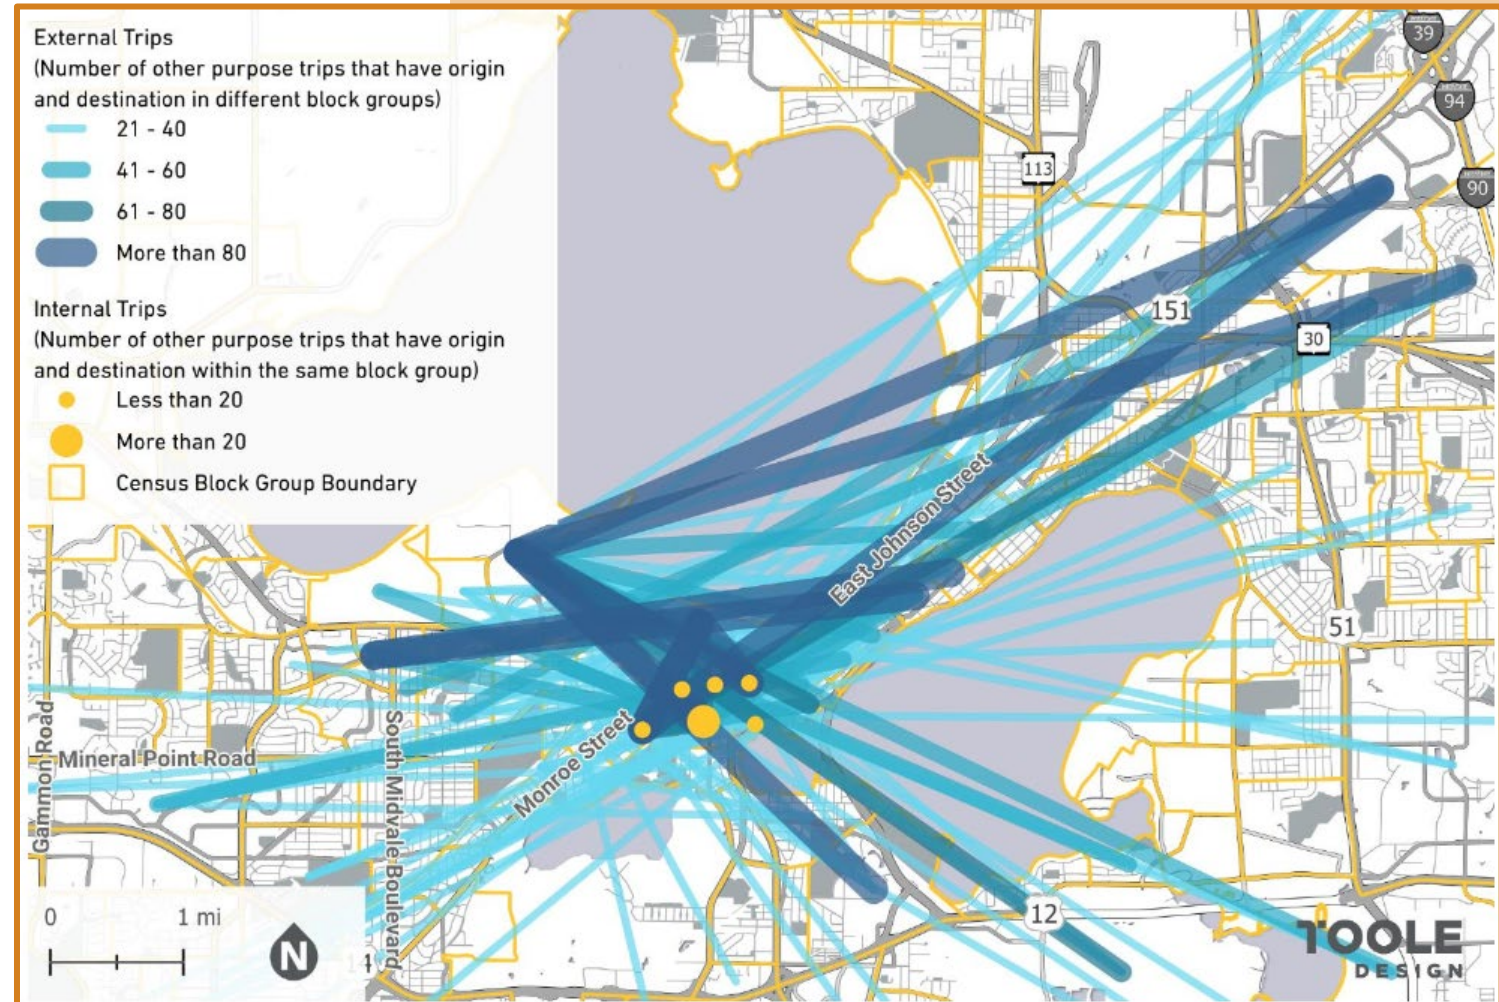 External Trips
(Number of other purpose trips that have origin
and destination in different block groups)
21 - 40
41 - 60
61 - 80
More than 80
Internal Trips
(Number of other purpose trips that have origin
and destination within the same block group)
Less than 20
More than 20
Census Block Group Boundary
39
94
113
90
151
30
East Johnson Street
51
Gammon Road
Mineral Point Road
South Midvale Boulevard
Monroe Street
12
14
0 1 mi
N
TOOLE
DESIGN